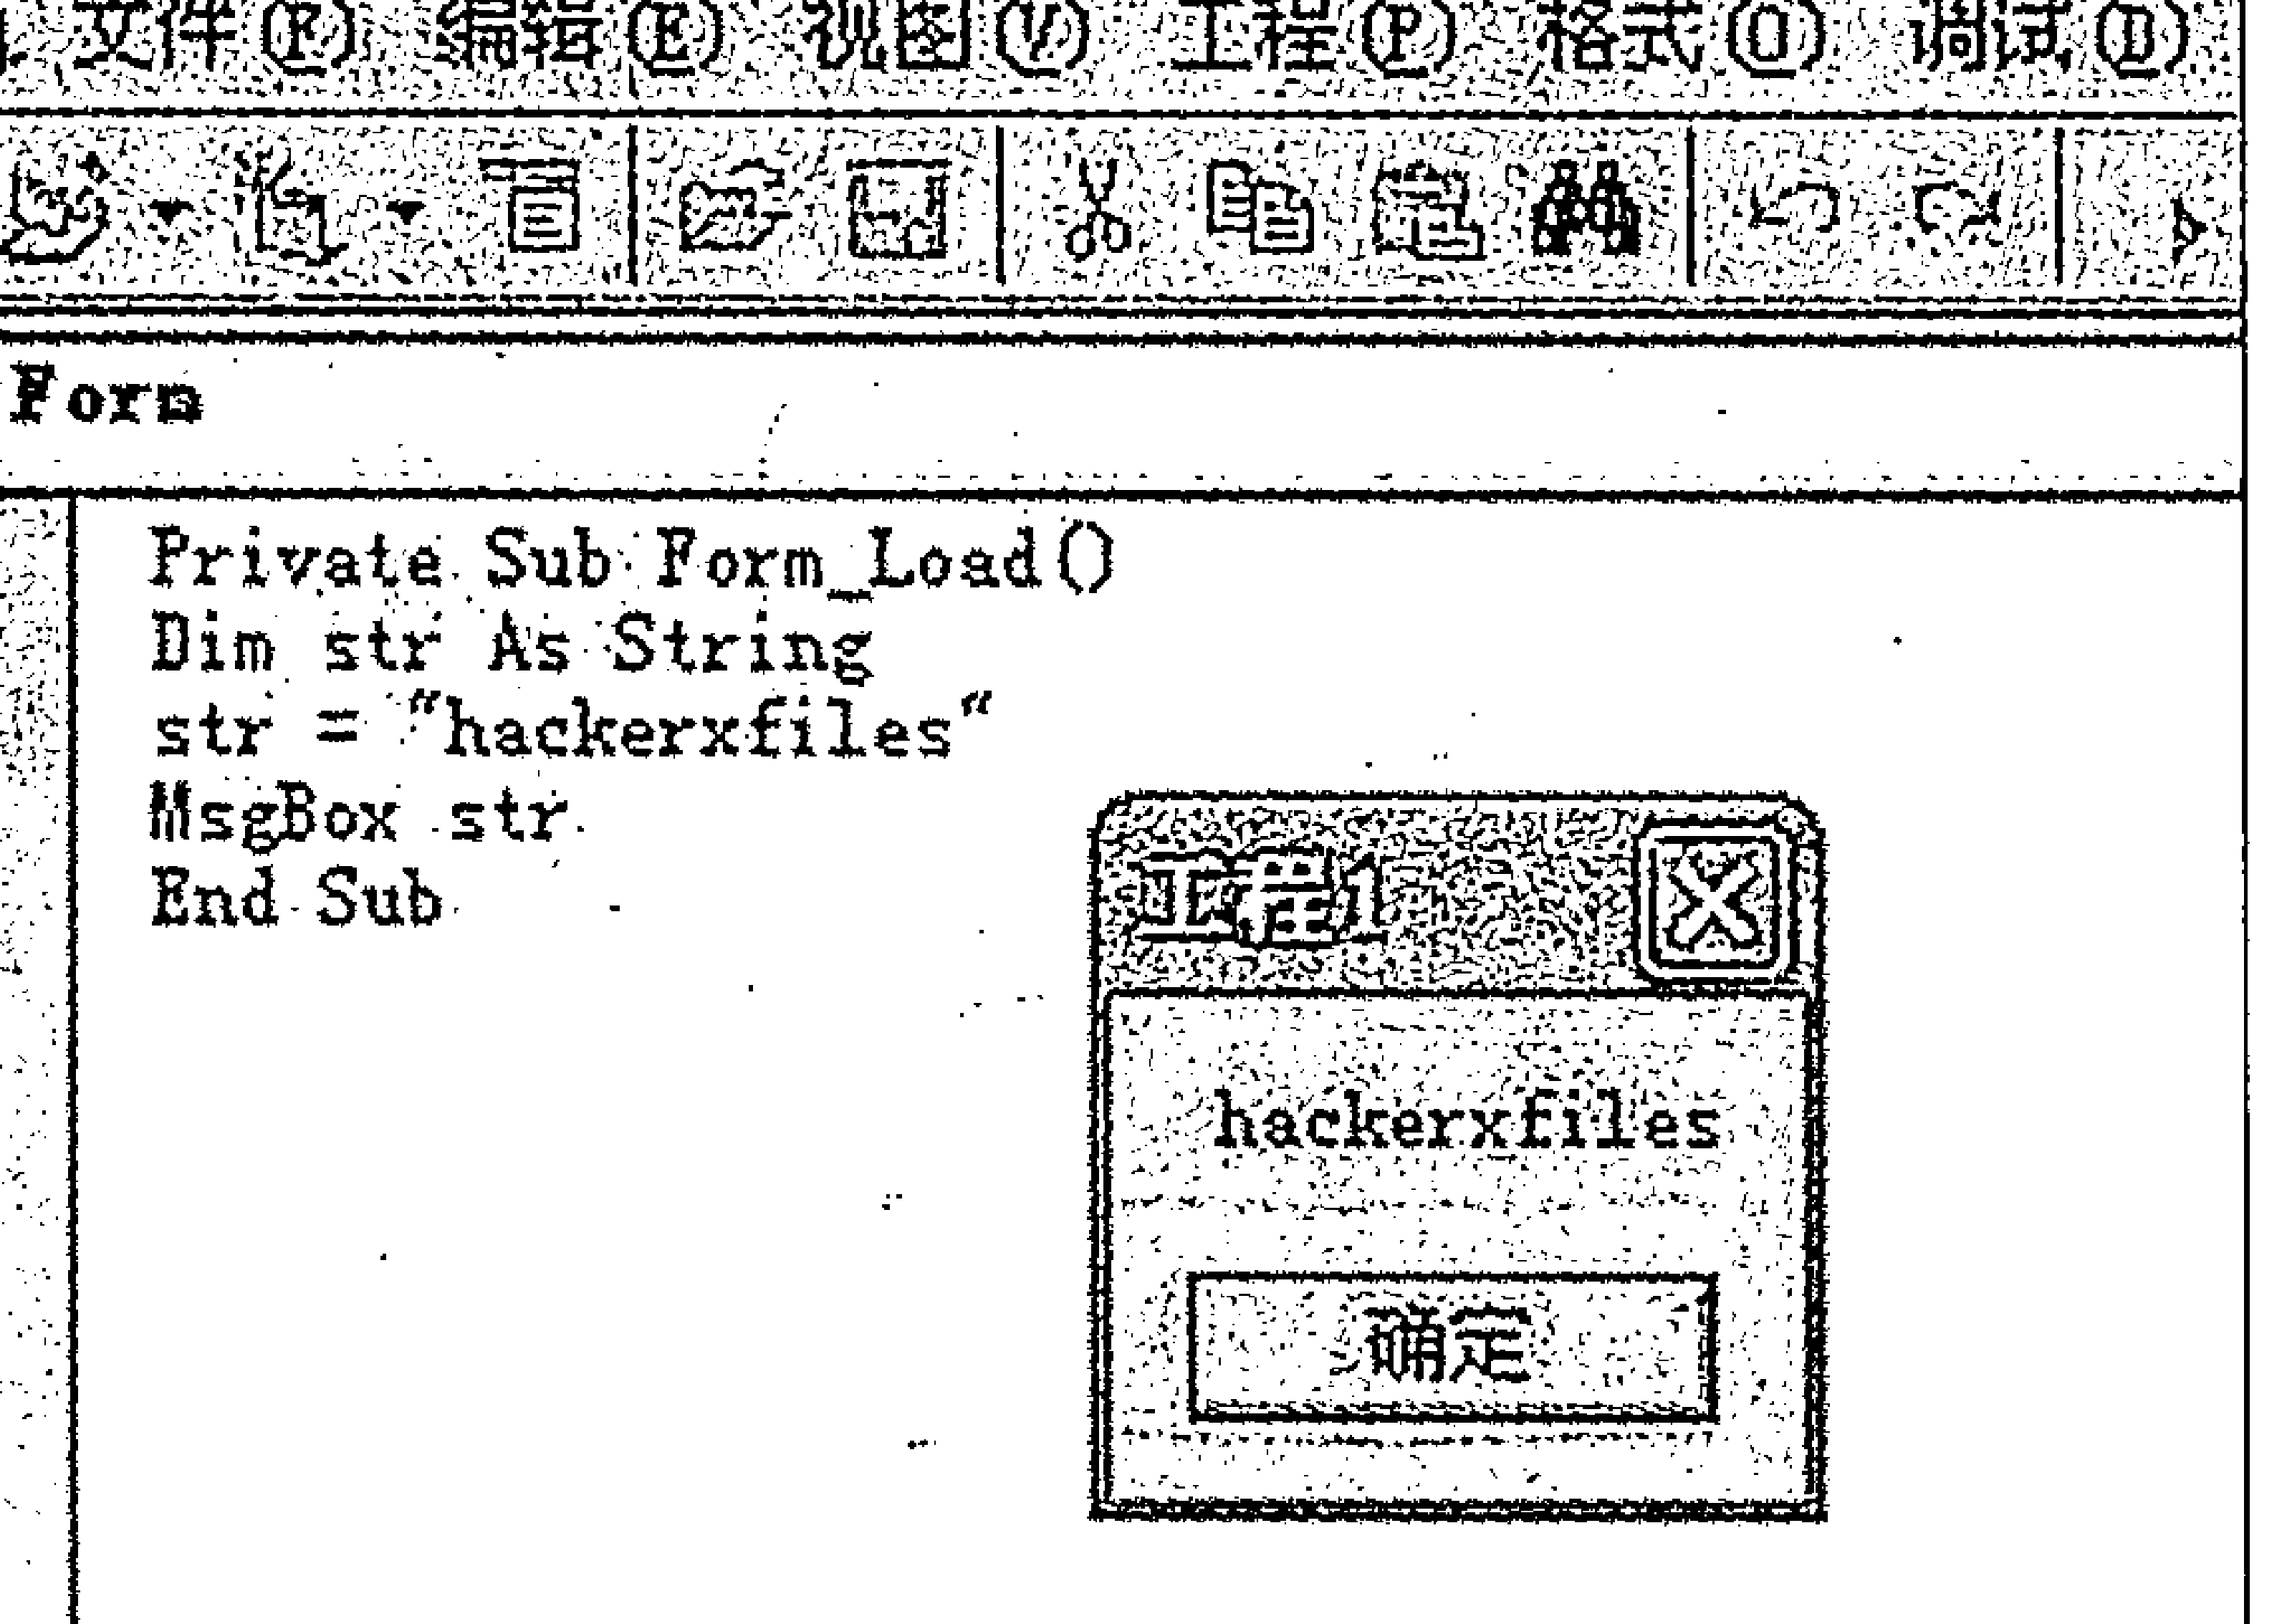 文件(F) 编辑(E) 视图(V) 工程(P) 格式(O) 调试(D)
Form
Private Sub Form_Load()
Dim str As String
str = "hackerxfiles"
MsgBox str
End Sub
工程1
hackerxfiles
确定